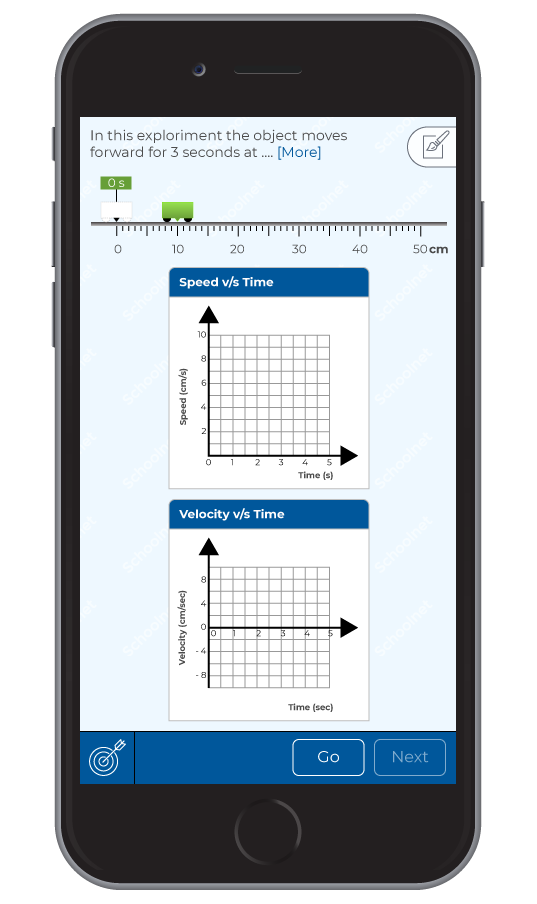 In this exploriment the object moves
forward for 3 seconds at .... [More]
0 s
0 10 20 30 40 50 cm
Speed v/s Time
Speed (cm/s)
10
8
6
4
2
0 1 2 3 4 5
Time (s)
Velocity v/s Time
Velocity (cm/sec)
8
4
0
0 1 2 3 4 5
- 4
- 8
Time (sec)
Go Next